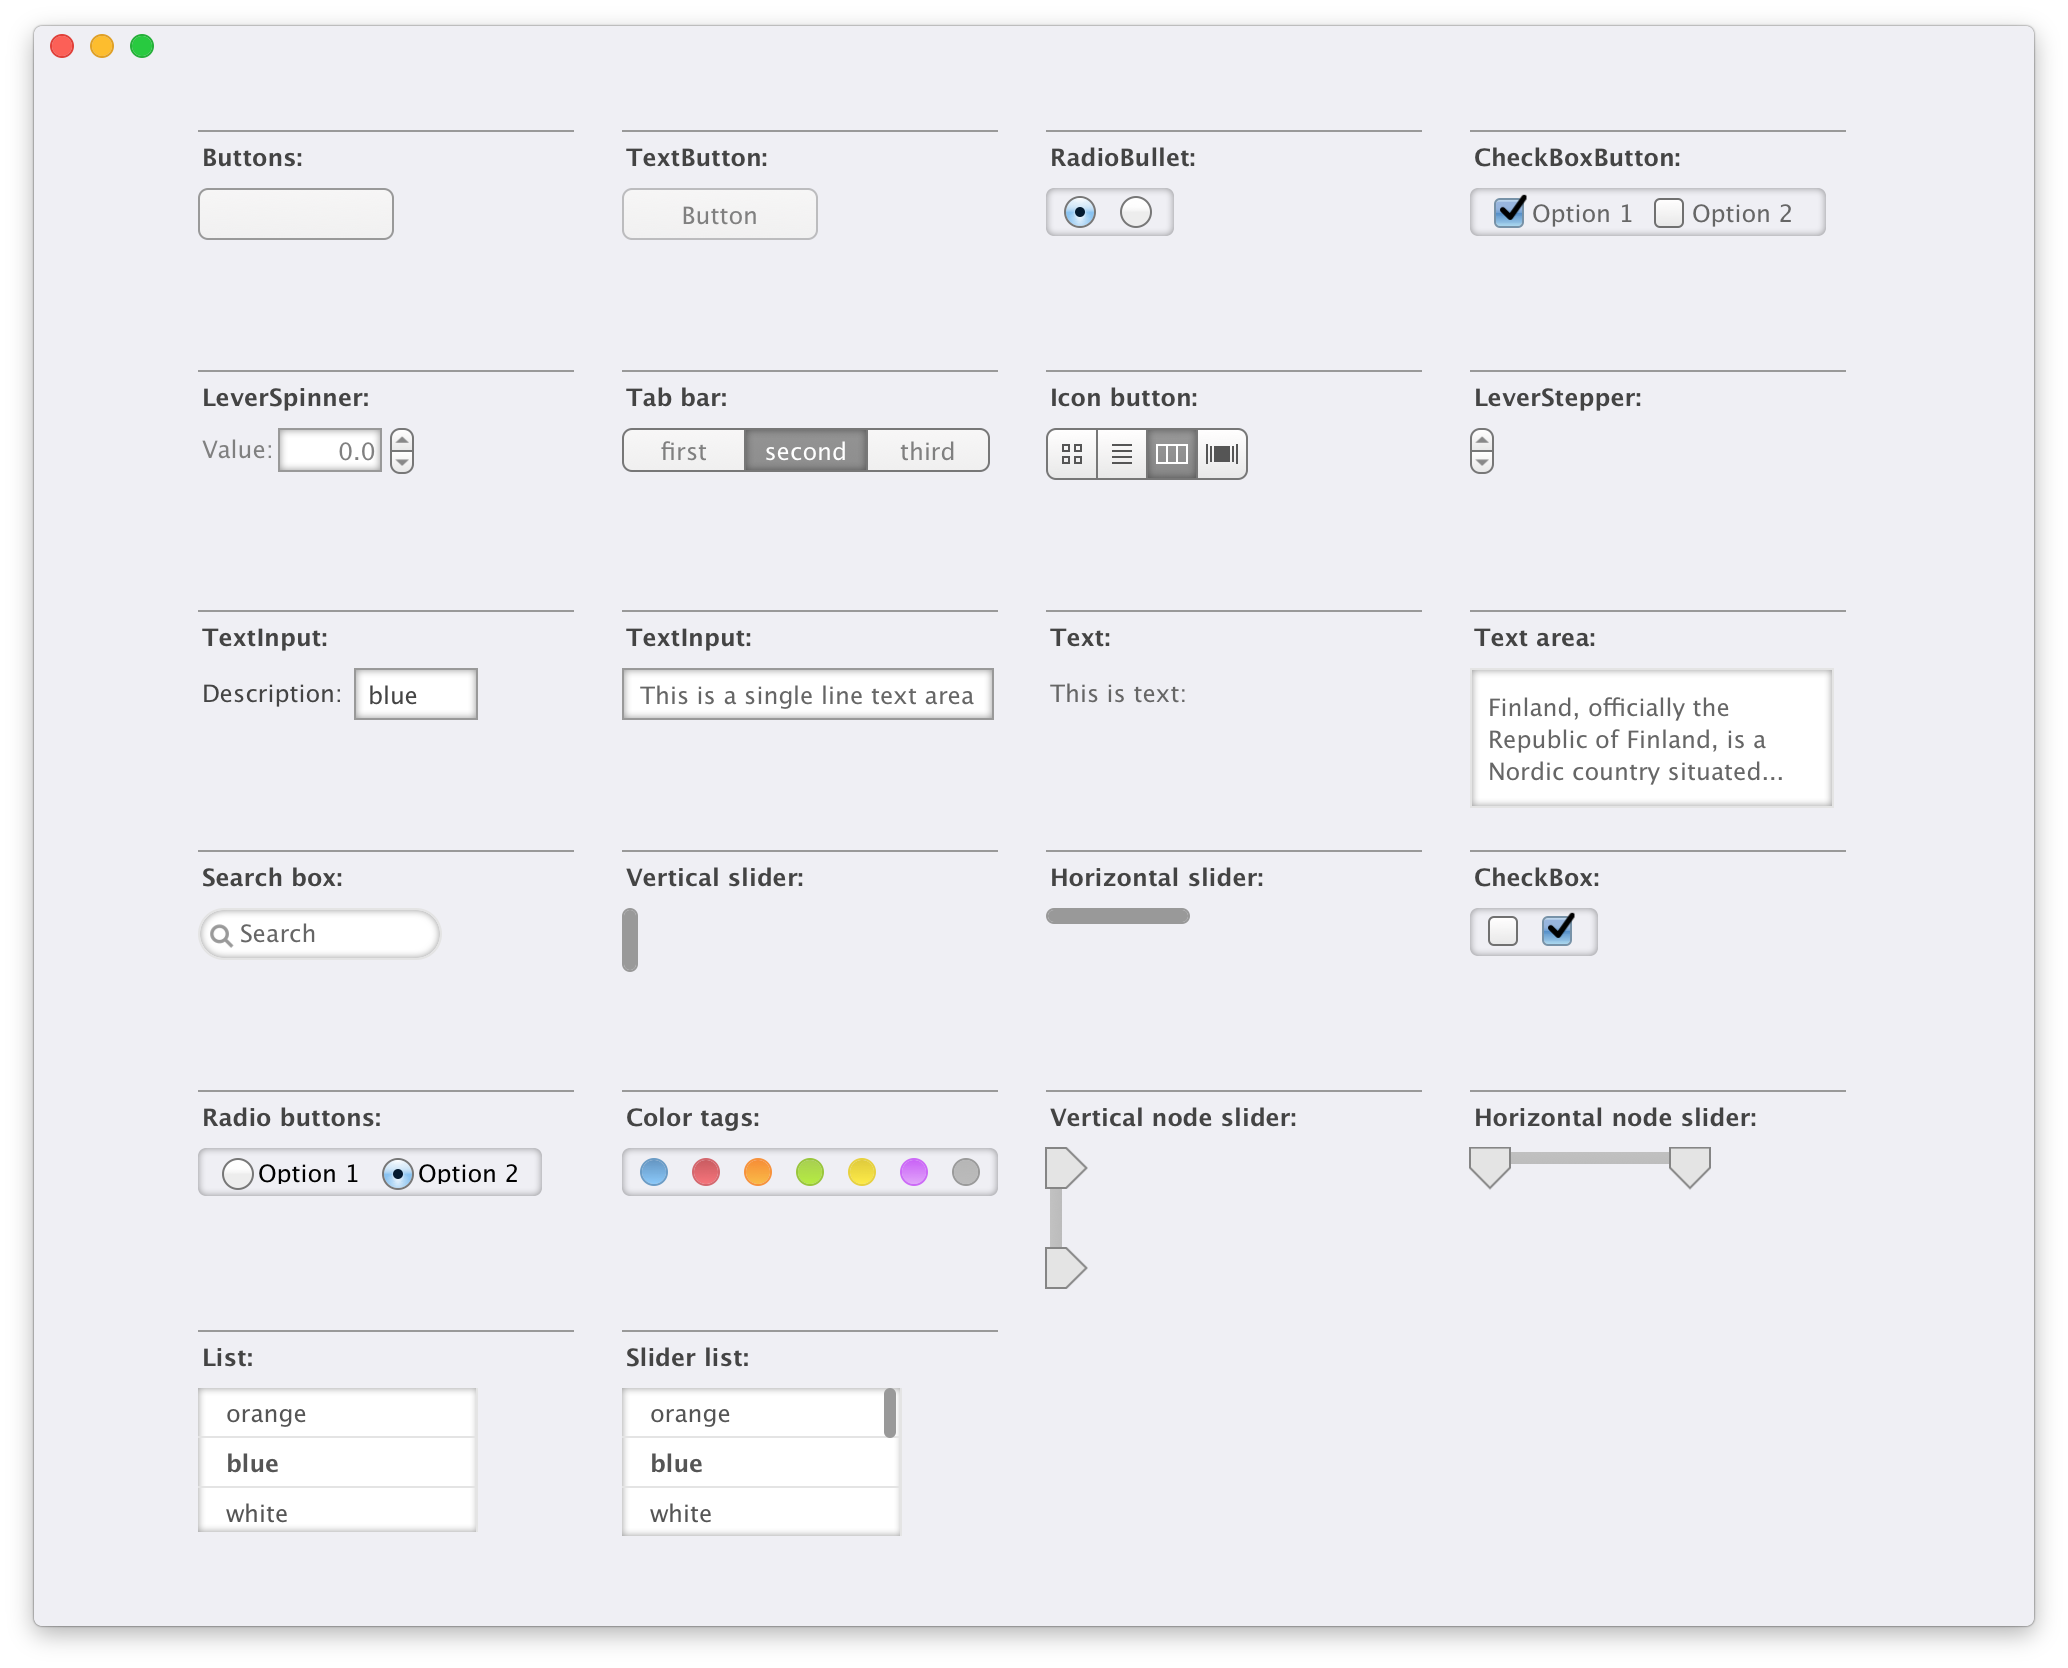 Buttons:
TextButton:
RadioBullet:
CheckBoxButton:
Button
Option 1
Option 2
LeverSpinner:
Tab bar:
Icon button:
LeverStepper:
Value:
0.0
first
second
third
TextInput:
TextInput:
Text:
Text area:
Description:
blue
This is a single line text area
This is text:
Finland, officially the
Republic of Finland, is a
Nordic country situated...
Search box:
Vertical slider:
Horizontal slider:
CheckBox:
Search
Radio buttons:
Color tags:
Vertical node slider:
Horizontal node slider:
Option 1
Option 2
List:
Slider list:
orange
blue
white
orange
blue
white